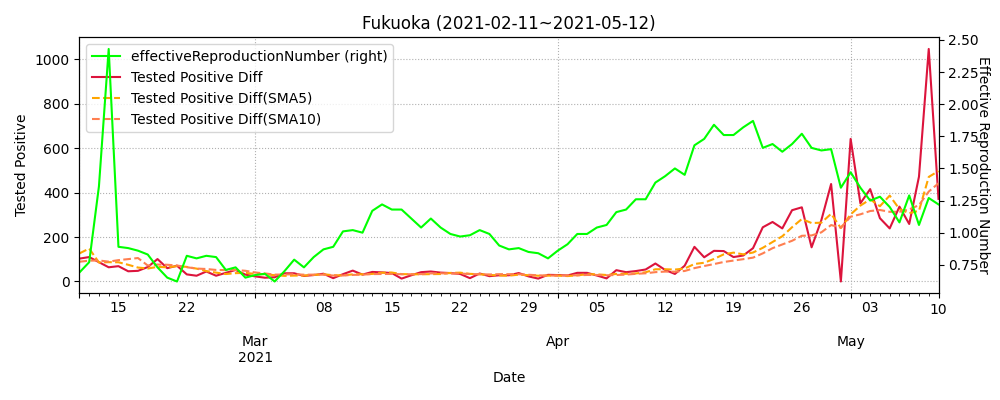 Fukuoka (2021-02-11~2021-05-12)
effectiveReproductionNumber (right)
Tested Positive Diff
Tested Positive Diff(SMA5)
Tested Positive Diff(SMA10)
Tested Positive
1000
800
600
400
200
0
2.50
2.25
2.00
1.75
1.50
1.25
1.00
0.75
Effective Reproduction Number
15 22 08 15 22 29 05 12 19 26 03 10
Mar Apr May
2021
Date